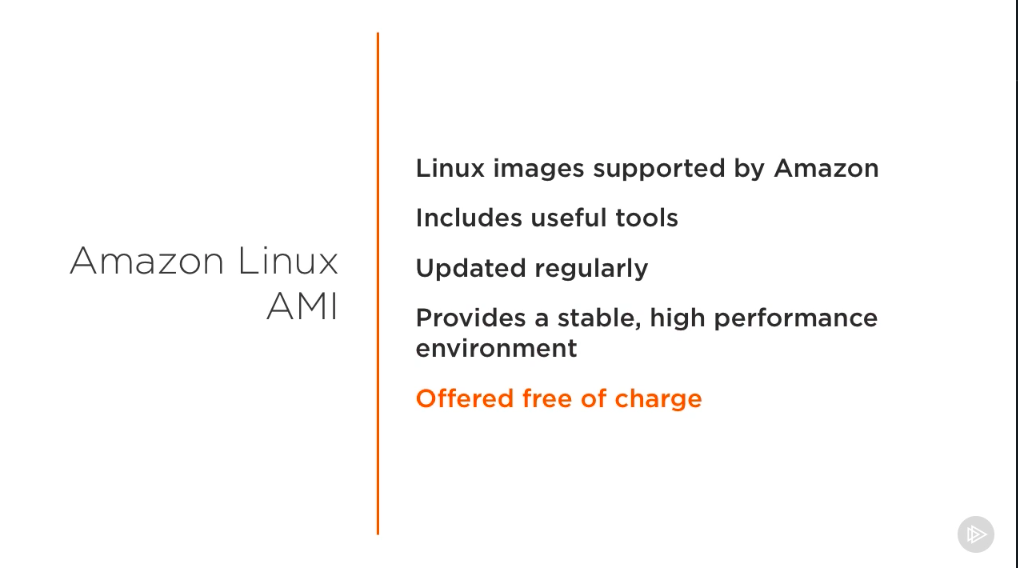 Amazon Linux
AMI
Linux images supported by Amazon
Includes useful tools
Updated regularly
Provides a stable, high performance
environment
Offered free of charge